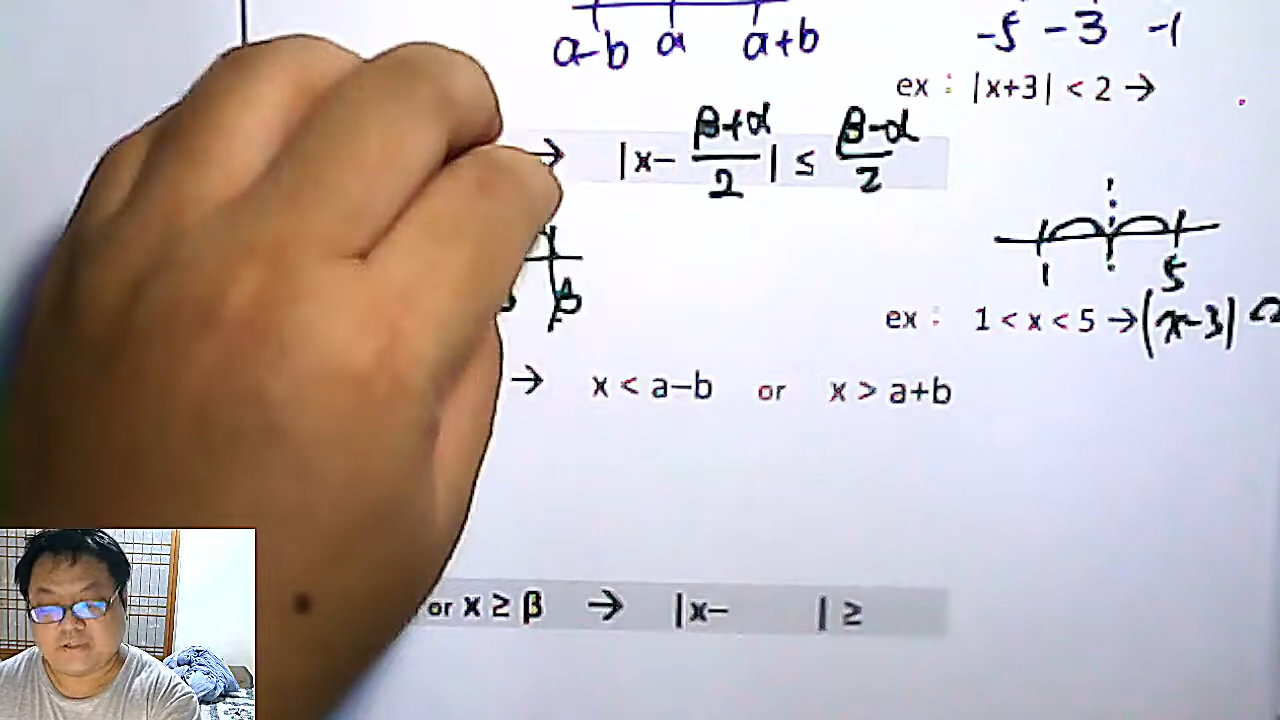 a-b a a+b
-5 -3 -1
ex : |x+3| < 2 →
→ |x- β+α/2 | ≤ β-α/2
1 5
β
ex : 1 < x < 5 → |x-3| <
→ x < a-b or x > a+b
or x ≥ β → |x- | ≥